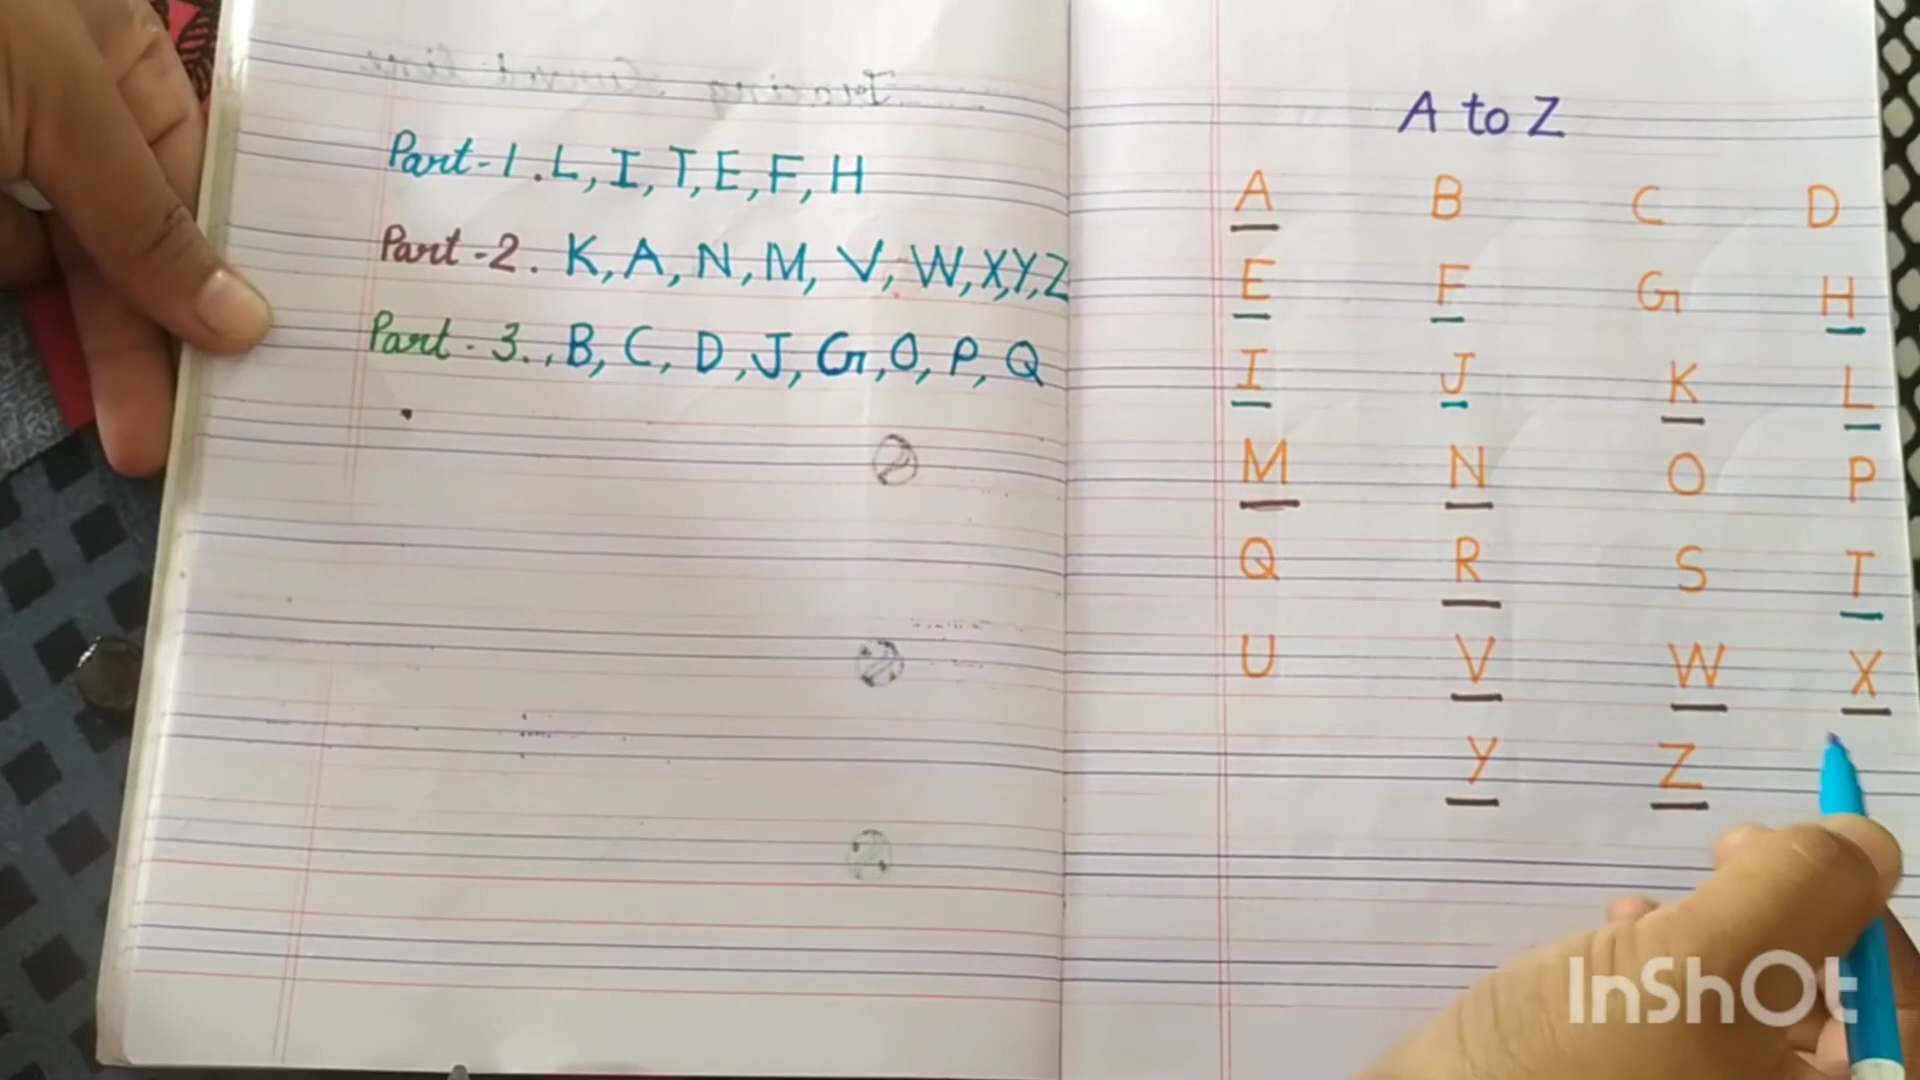 Part-1. L, I, T, E, F, H
Part-2. K, A, N, M, V, W, X, Y, Z
Part-3., B, C, D, J, G, O, P, Q
A to Z
A B C D
E F G H
I J K L
M N O P
Q R S T
U V W X
Y Z
InShOt